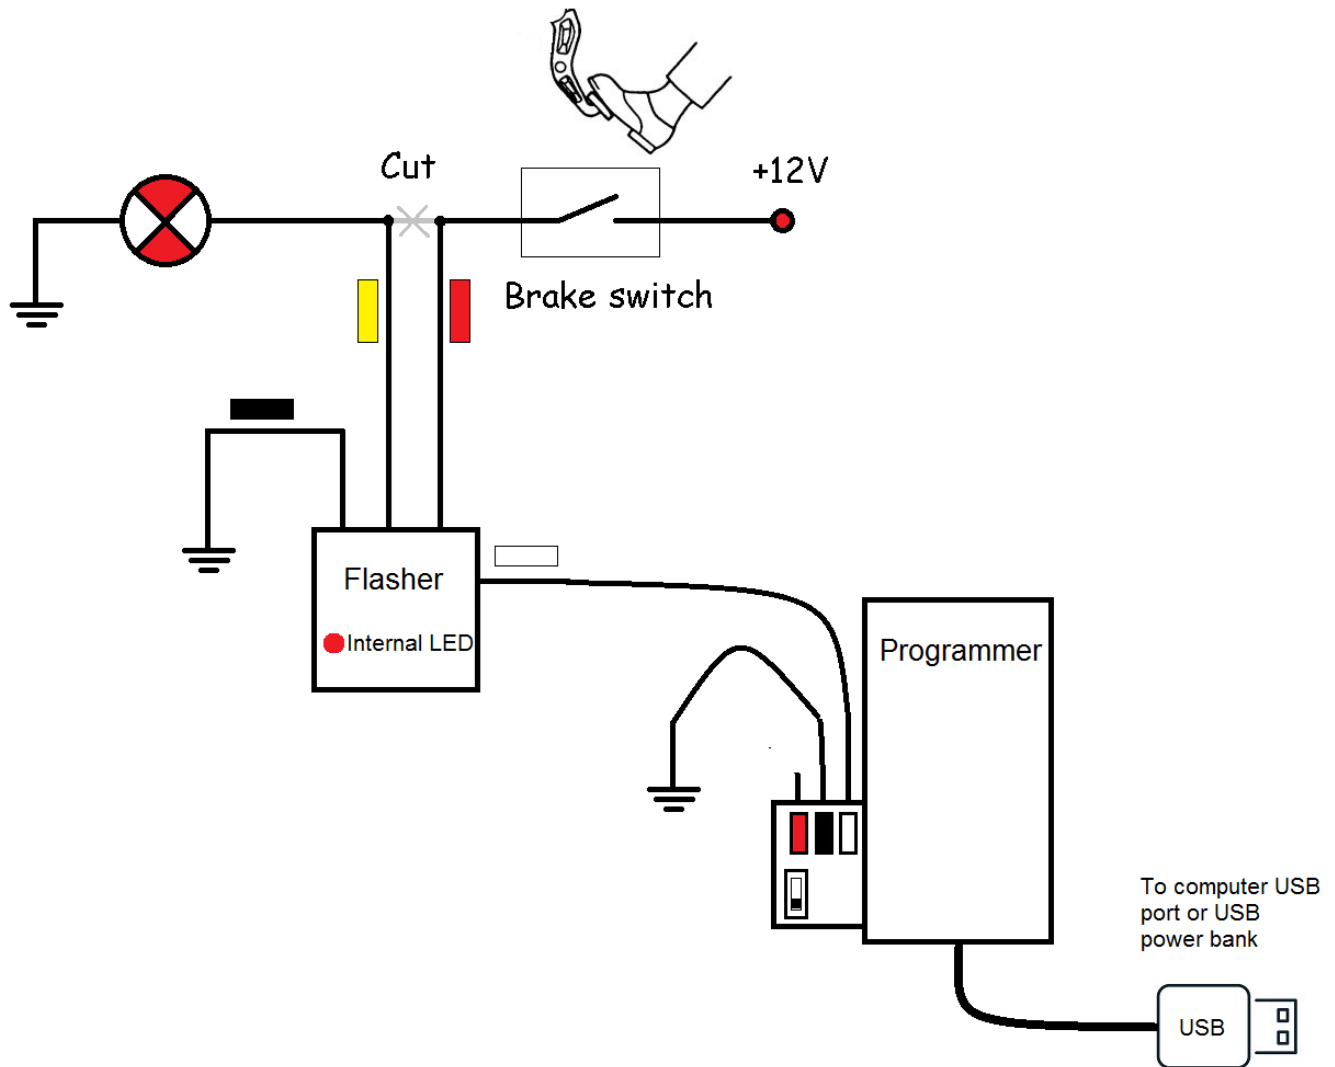 Cut
+12V
Brake switch
Flasher
Internal LED
Programmer
To computer USB
port or USB
power bank
USB